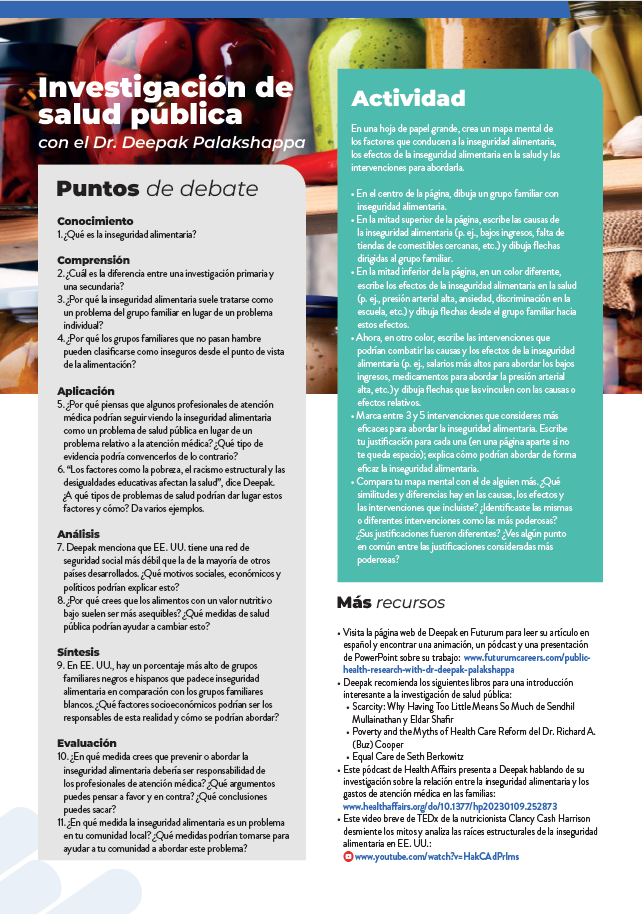 Investigación de
salud pública
con el Dr. Deepak Palakshappa
Puntos de debate
Conocimiento
1. ¿Qué es la inseguridad alimentaria?
Comprensión
2. ¿Cuál es la diferencia entre una investigación primaria y
una secundaria?
3. ¿Por qué la inseguridad alimentaria suele tratarse como
un problema del grupo familiar en lugar de un problema
individual?
4. ¿Por qué los grupos familiares que no pasan hambre
pueden clasificarse como inseguros desde el punto de vista
de la alimentación?
Aplicación
5. ¿Por qué piensas que algunos profesionales de atención
médica podrían seguir viendo la inseguridad alimentaria
como un problema de salud pública en lugar de un
problema relativo a la atención médica? ¿Qué tipo de
evidencia podría convencerlos de lo contrario?
6. “Los factores como la pobreza, el racismo estructural y las
desigualdades educativas afectan la salud”, dice Deepak.
¿A qué tipos de problemas de salud podrían dar lugar estos
factores y cómo? Da varios ejemplos.
Análisis
7. Deepak menciona que EE. UU. tiene una red de
seguridad social más débil que la de la mayoría de otros
países desarrollados. ¿Qué motivos sociales, económicos y
políticos podrían explicar esto?
8. ¿Por qué crees que los alimentos con un valor nutritivo
bajo suelen ser más asequibles? ¿Qué medidas de salud
pública podrían ayudar a cambiar esto?
Síntesis
9. En EE. UU., hay un porcentaje más alto de grupos
familiares negros e hispanos que padece inseguridad
alimentaria en comparación con los grupos familiares
blancos. ¿Qué factores socioeconómicos podrían ser los
responsables de esta realidad y cómo se podrían abordar?
Evaluación
10. ¿En qué medida crees que prevenir o abordar la
inseguridad alimentaria debería ser responsabilidad de
los profesionales de atención médica? ¿Qué argumentos
puedes pensar a favor y en contra? ¿Qué conclusiones
puedes sacar?
11. ¿En qué medida la inseguridad alimentaria es un problema
en tu comunidad local? ¿Qué medidas podrían tomarse para
ayudar a tu comunidad a abordar este problema?
Actividad
En una hoja de papel grande, crea un mapa mental de
los factores que conducen a la inseguridad alimentaria,
los efectos de la inseguridad alimentaria en la salud y las
intervenciones para abordarla.
• En el centro de la página, dibuja un grupo familiar con
inseguridad alimentaria.
• En la mitad superior de la página, escribe las causas de
la inseguridad alimentaria (p. ej., bajos ingresos, falta de
tiendas de comestibles cercanas, etc.) y dibuja flechas
dirigidas al grupo familiar.
• En la mitad inferior de la página, en un color diferente,
escribe los efectos de la inseguridad alimentaria en la salud
(p. ej., presión arterial alta, ansiedad, discriminación en la
escuela, etc.) y dibuja flechas desde el grupo familiar hacia
estos efectos.
• Ahora, en otro color, escribe las intervenciones que
podrían combatir las causas y los efectos de la inseguridad
alimentaria (p. ej., salarios más altos para abordar los bajos
ingresos, medicamentos para abordar la presión arterial
alta, etc.) y dibuja flechas que las vinculen con las causas o
efectos relativos.
• Marca entre 3 y 5 intervenciones que consideres más
eficaces para abordar la inseguridad alimentaria. Escribe
tu justificación para cada una (en una página aparte si no
te queda espacio); explica cómo podrían abordar de forma
eficaz la inseguridad alimentaria.
• Compara tu mapa mental con el de alguien más. ¿Qué
similitudes y diferencias hay en las causas, los efectos y
las intervenciones que incluiste? ¿Identificaste las mismas
o diferentes intervenciones como las más poderosas?
¿Sus justificaciones fueron diferentes? ¿Ves algún punto
en común entre las justificaciones consideradas más
poderosas?
Más recursos
• Visita la página web de Deepak en Futurum para leer su artículo en
español y encontrar una animación, un pódcast y una presentación
de PowerPoint sobre su trabajo: www.futurumcareers.com/public-
health-research-with-dr-deepak-palakshappa
• Deepak recomienda los siguientes libros para una introducción
interesante a la investigación de salud pública:
• Scarcity: Why Having Too Little Means So Much de Sendhil
Mullainathan y Eldar Shafir
• Poverty and the Myths of Health Care Reform del Dr. Richard A.
(Buz) Cooper
• Equal Care de Seth Berkowitz
• Este pódcast de Health Affairs presenta a Deepak hablando de su
investigación sobre la relación entre la inseguridad alimentaria y los
gastos de atención médica en las familias:
www.healthaffairs.org/do/10.1377/hp20230109.252873
• Este video breve de TEDx de la nutricionista Clancy Cash Harrison
desmiente los mitos y analiza las raíces estructurales de la inseguridad
alimentaria en EE. UU.:
www.youtube.com/watch?v=HakCAdPrlms